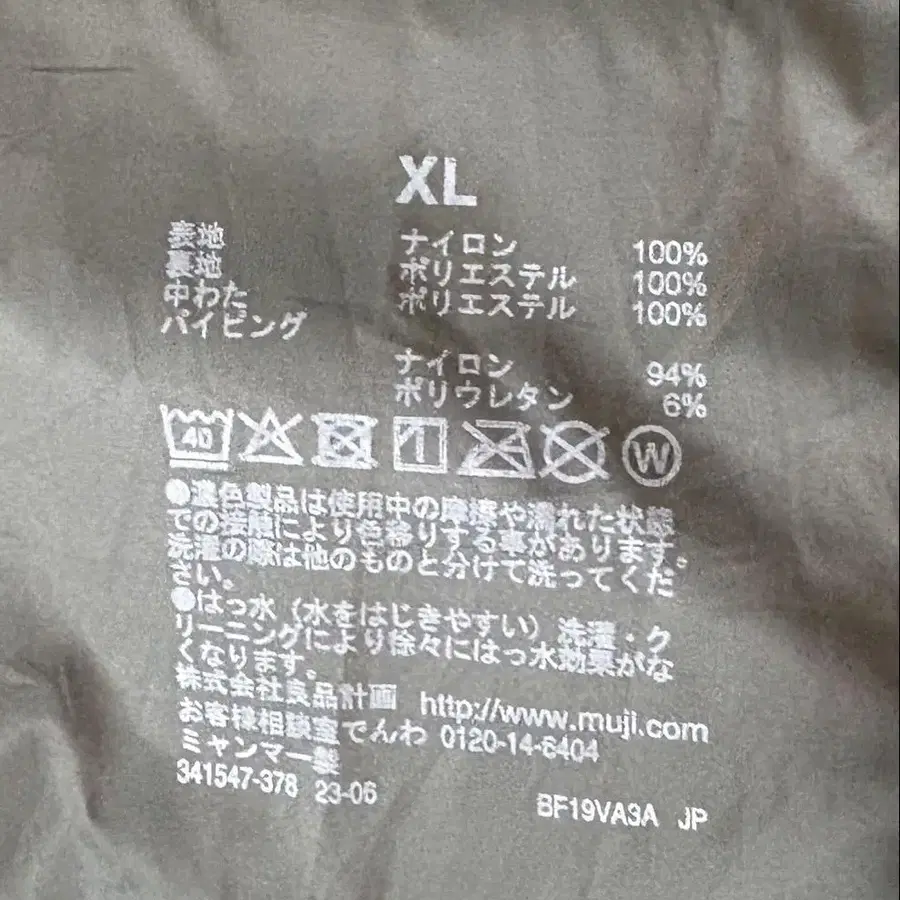 XL
表地 ナイロン 100%
裏地 ポリエステル 100%
中わた ポリエステル 100%
パイピング
ナイロン 94%
ポリウレタン 6%
40 W
●濃色製品は使用中の摩擦や濡れた状態
での接触により色移りする事があります。
洗濯の際は他のものと分けて洗ってくだ
さい。
●はっ水（水をはじきやすい）洗濯・ク
リーニングにより徐々にはっ水効果がな
くなります。
株式会社良品計画 http://www.muji.com
お客様相談室でんわ 0120-14-6404
ミャンマー製
341547-378 23-06
BF19VA3A JP